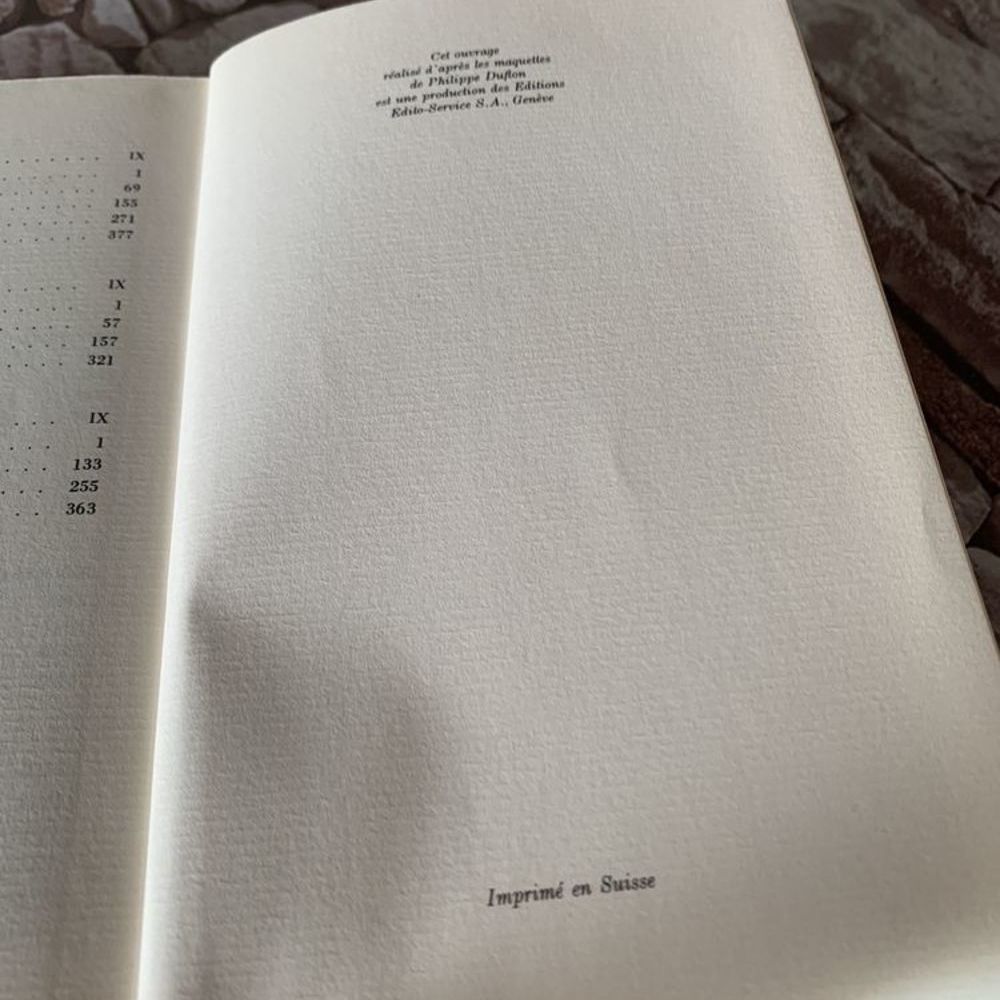 . . . . . . . IX
. . . . . . . 1
. . . . . . . 69
. . . . . . . 155
. . . . . . 271
. . . . . . 377
. . . . . . IX
. . . . . . 1
. . . . . 57
. . . . . 157
. . . . . 321
. . . . IX
. . . . 1
. . . . 133
. . . 255
. . 363
Cet ouvrage
réalisé d'après les maquettes
de Philippe Duflon
est une production des Editions
Edito-Service S.A., Genève
Imprimé en Suisse